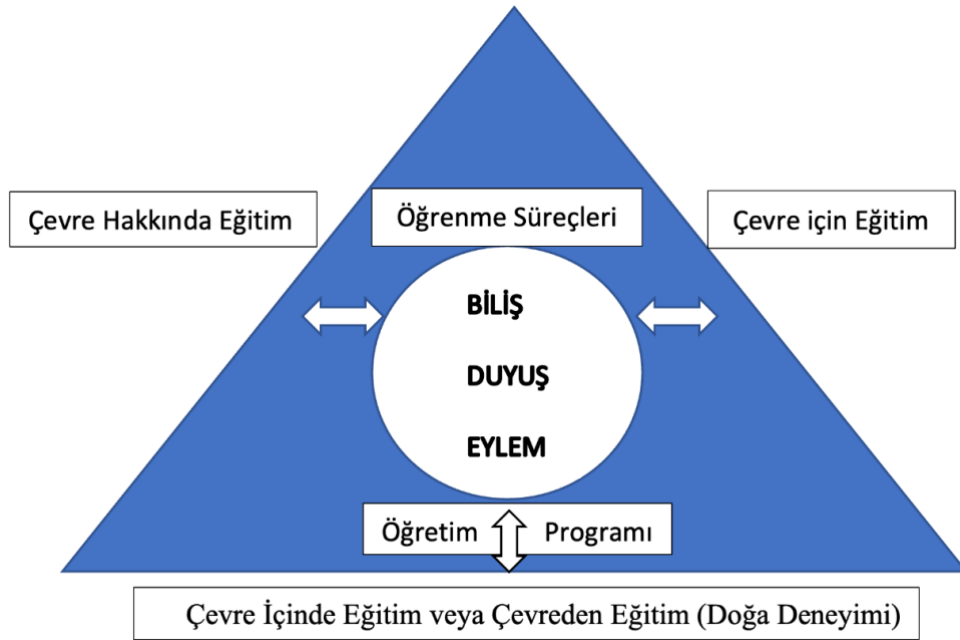 Çevre Hakkında Eğitim
Öğrenme Süreçleri
Çevre için Eğitim
BİLİŞ
DUYUŞ
EYLEM
Öğretim Programı
Çevre İçinde Eğitim veya Çevreden Eğitim (Doğa Deneyimi)